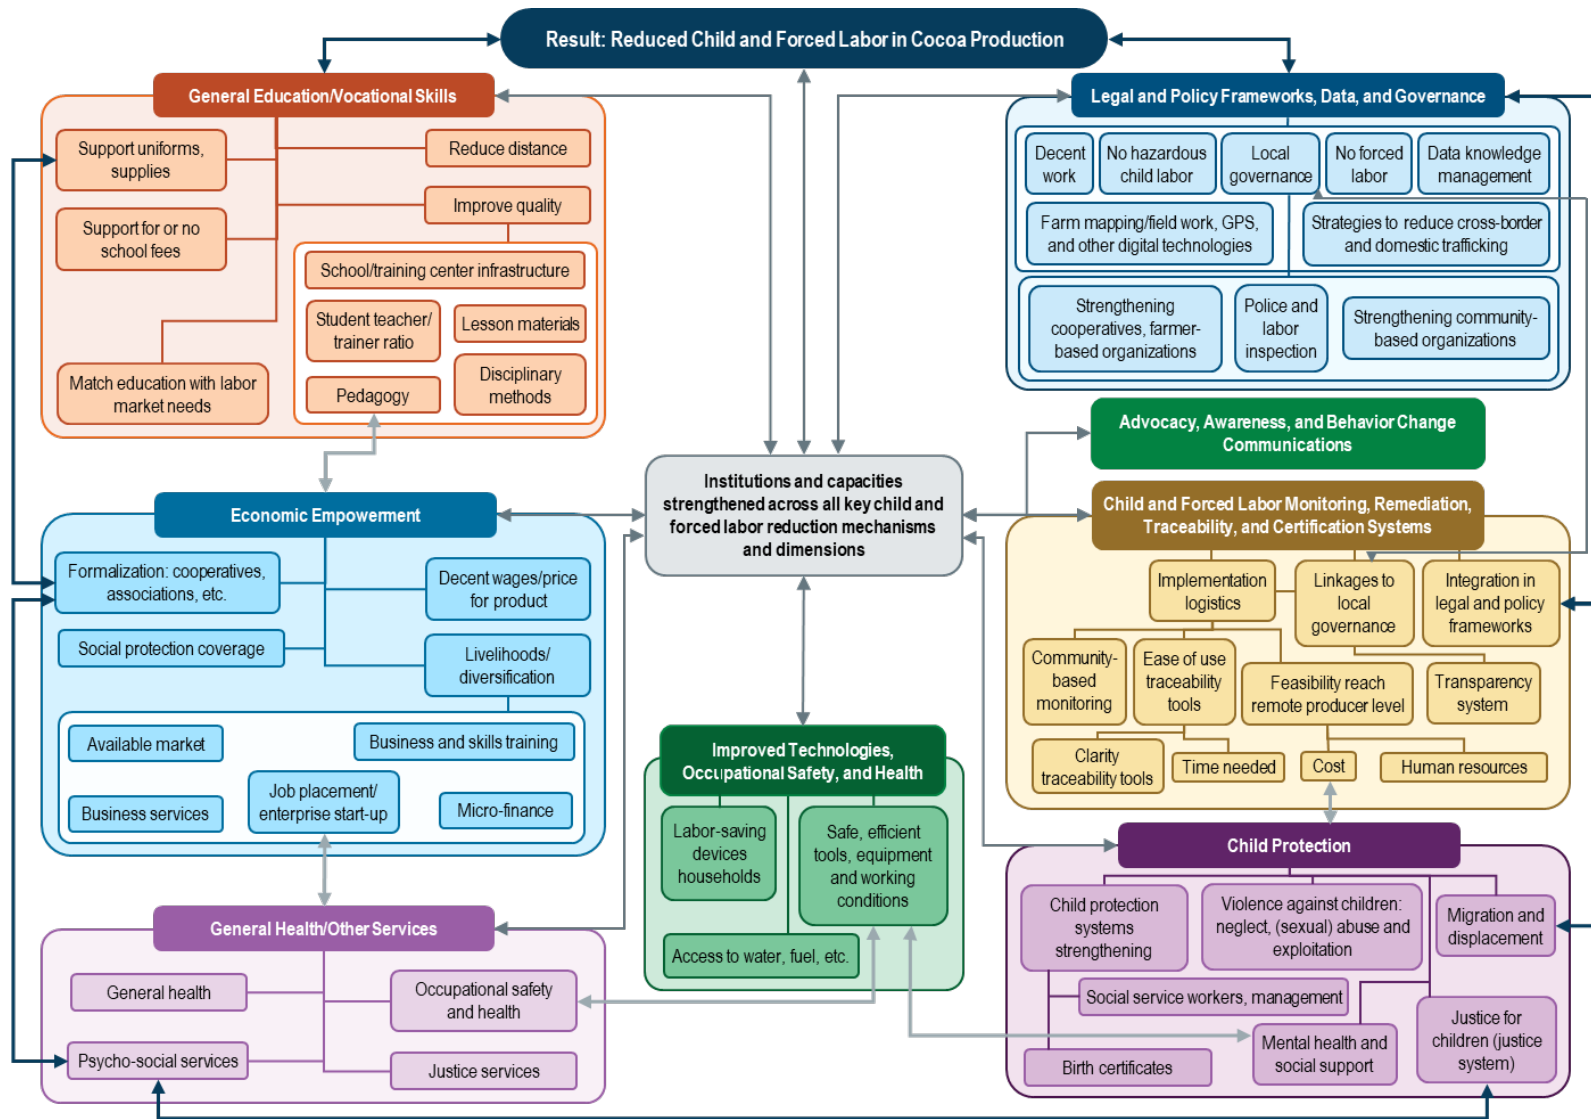 Result: Reduced Child and Forced Labor in Cocoa Production
General Education/Vocational Skills
Support uniforms,
supplies
Reduce distance
Support for or no
school fees
Improve quality
School/training center infrastructure
Student teacher/
trainer ratio
Lesson materials
Match education with labor
market needs
Pedagogy
Disciplinary
methods
Legal and Policy Frameworks, Data, and Governance
Decent
work
No hazardous
child labor
Local
governance
No forced
labor
Data knowledge
management
Farm mapping/field work, GPS,
and other digital technologies
Strategies to reduce cross-border
and domestic trafficking
Strengthening
cooperatives, farmer-
based organizations
Police and
labor
inspection
Strengthening community-
based organizations
Advocacy, Awareness, and Behavior Change
Communications
Institutions and capacities
strengthened across all key child and
forced labor reduction mechanisms
and dimensions
Economic Empowerment
Formalization: cooperatives,
associations, etc.
Decent wages/price
for product
Social protection coverage
Livelihoods/
diversification
Available market
Business and skills training
Job placement/
enterprise start-up
Business services
Micro-finance
Child and Forced Labor Monitoring, Remediation,
Traceability, and Certification Systems
Implementation
logistics
Linkages to
local
governance
Integration in
legal and policy
frameworks
Community-
based
monitoring
Ease of use
traceability
tools
Feasibility reach
remote producer level
Transparency
system
Clarity
traceability tools
Time needed
Cost
Human resources
Improved Technologies,
Occupational Safety, and Health
Labor-saving
devices
households
Safe, efficient
tools, equipment
and working
conditions
Access to water, fuel, etc.
General Health/Other Services
General health
Occupational safety
and health
Psycho-social services
Justice services
Child Protection
Child protection
systems
strengthening
Violence against children:
neglect, (sexual) abuse and
exploitation
Migration and
displacement
Social service workers, management
Birth certificates
Mental health and
social support
Justice for
children (justice
system)